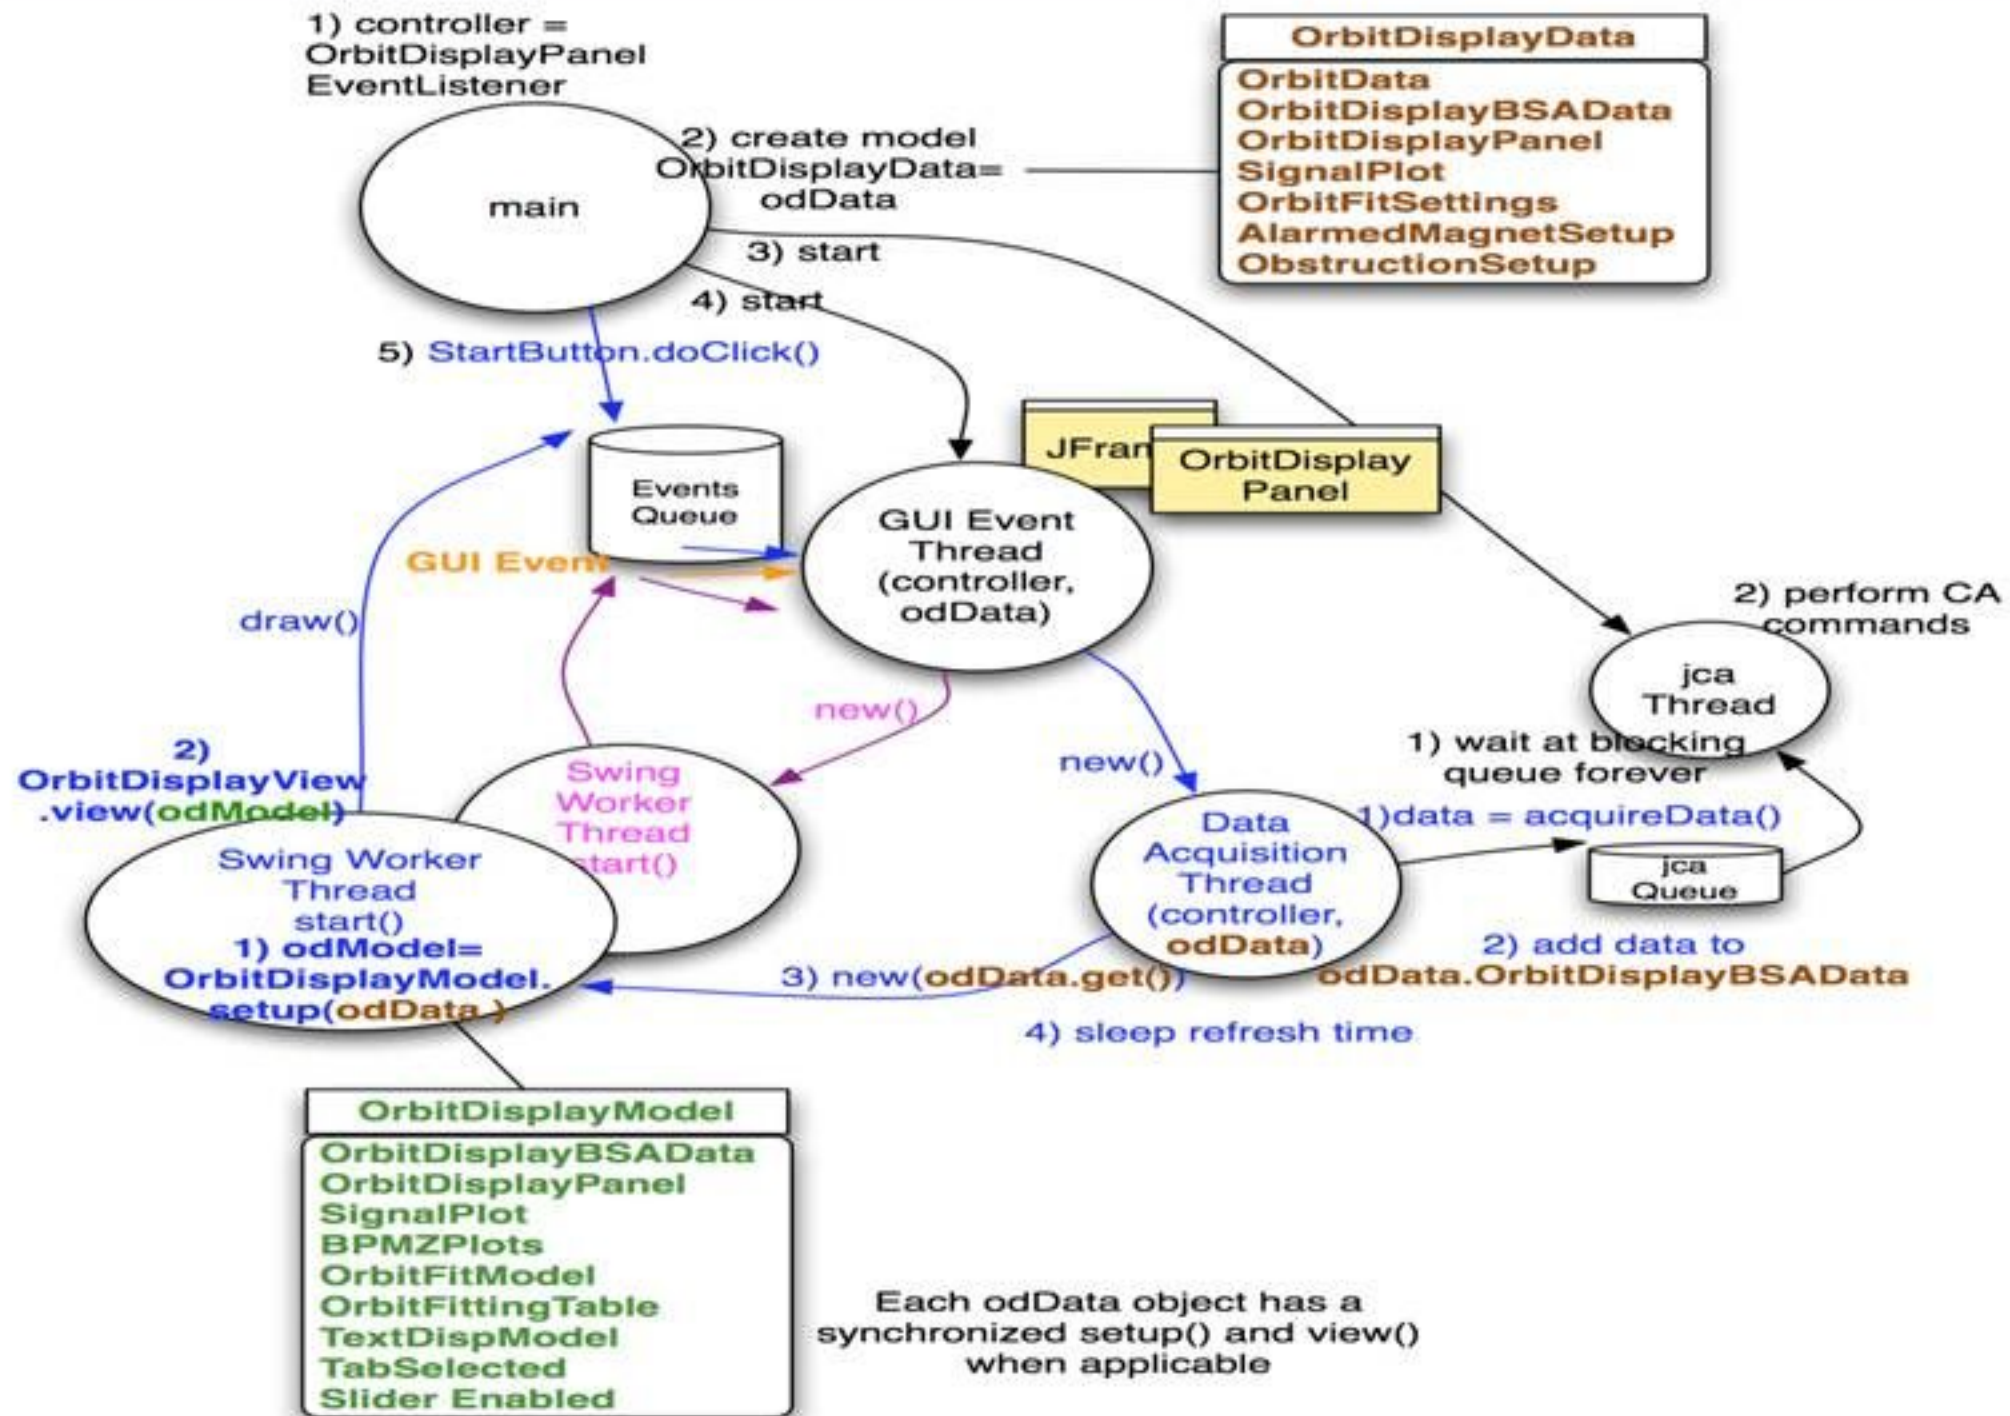 1) controller =
OrbitDisplayPanel
EventListener
main
2) create model
OrbitDisplayData=
odData
OrbitDisplayData
OrbitData
OrbitDisplayBSAData
OrbitDisplayPanel
SignalPlot
OrbitFitSettings
AlarmedMagnetSetup
ObstructionSetup
3) start
4) start
5) StartButton.doClick()
Events
Queue
GUI Event
GUI Event
Thread
(controller,
odData)
JFram
OrbitDisplay
Panel
2) perform CA
commands
jca
Thread
1) wait at blocking
queue forever
draw()
new()
new()
2)
OrbitDisplayView
.view(odModel)
Swing
Worker
Thread
start()
Swing Worker
Thread
start()
1) odModel=
OrbitDisplayModel.
setup(odData )
Data
Acquisition
Thread
(controller,
odData)
1)data = acquireData()
jca
Queue
2) add data to
odData.OrbitDisplayBSAData
3) new(odData.get())
4) sleep refresh time
OrbitDisplayModel
OrbitDisplayBSAData
OrbitDisplayPanel
SignalPlot
BPMZPlots
OrbitFitModel
OrbitFittingTable
TextDispModel
TabSelected
Slider Enabled
Each odData object has a
synchronized setup() and view()
when applicable